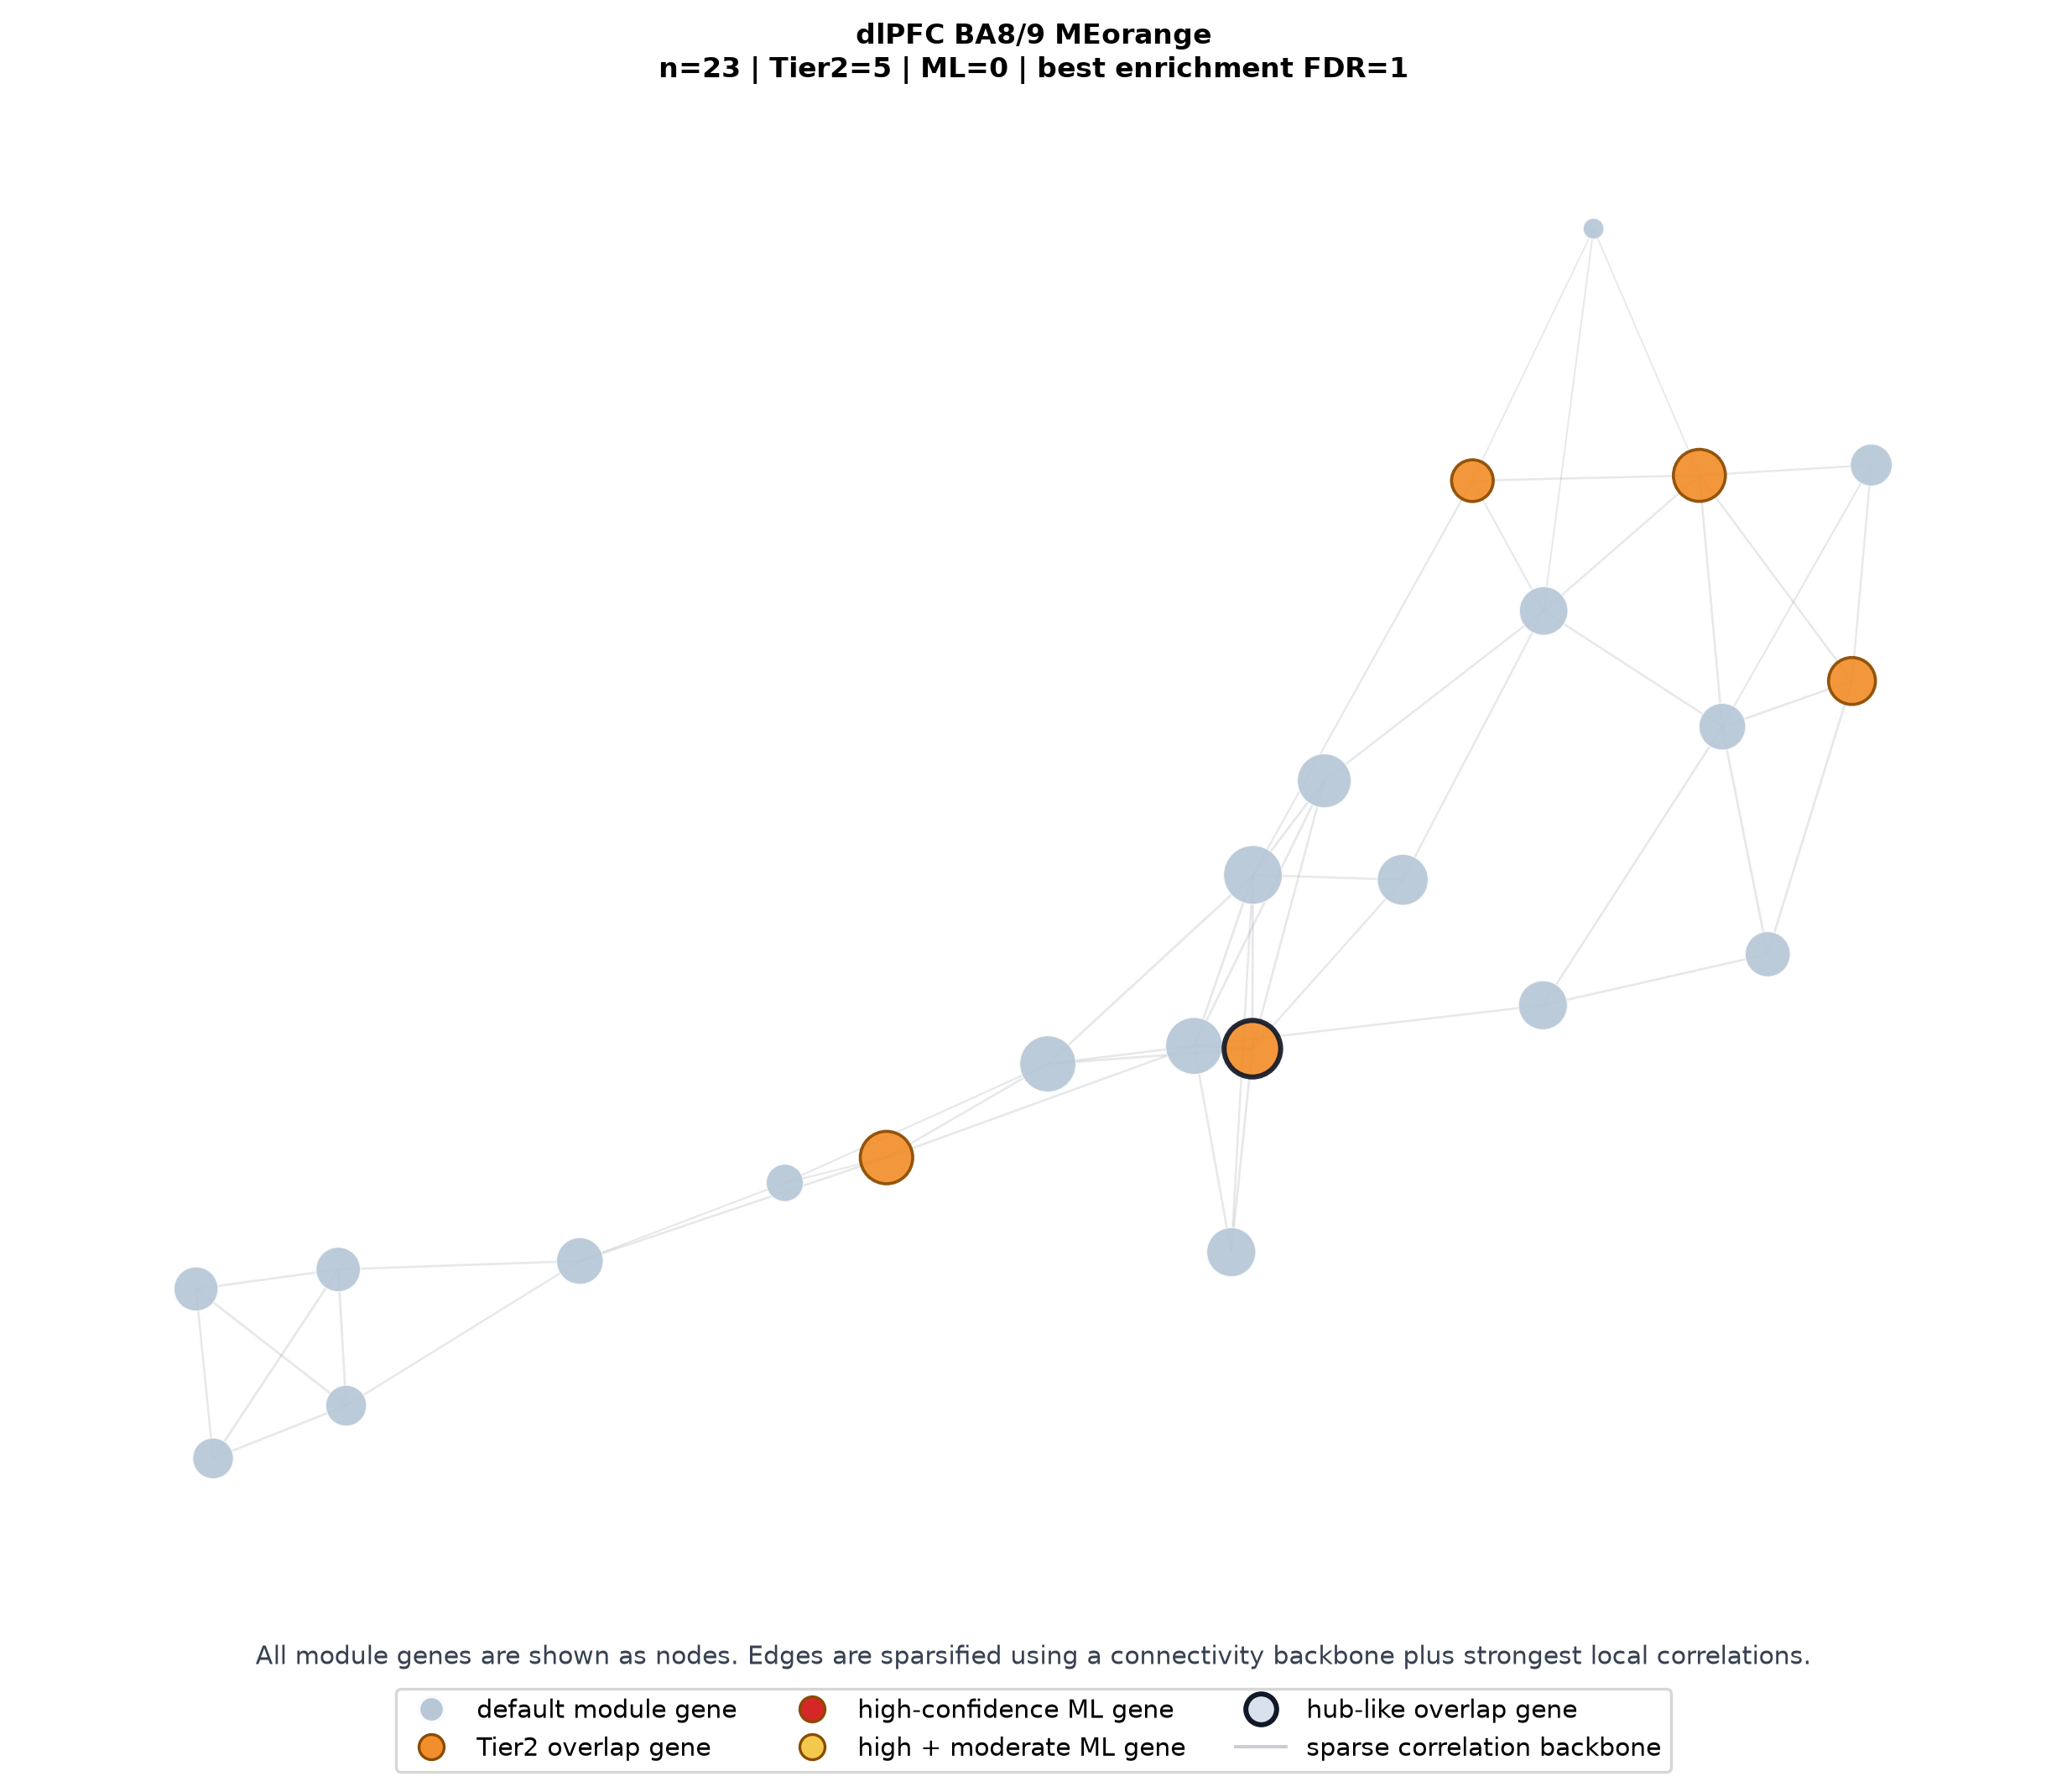 dlPFC BA8/9 MEorange
n=23 | Tier2=5 | ML=0 | best enrichment FDR=1
All module genes are shown as nodes. Edges are sparsified using a connectivity backbone plus strongest local correlations.
default module gene
Tier2 overlap gene
high-confidence ML gene
high + moderate ML gene
hub-like overlap gene
sparse correlation backbone